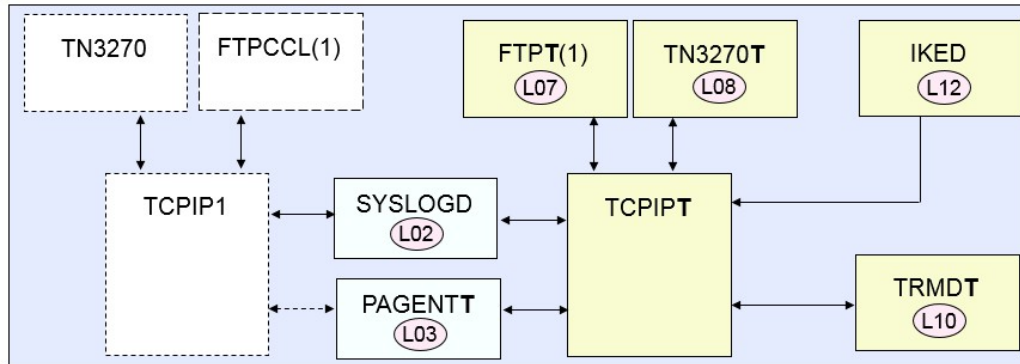 TN3270
FTPCCL(1)
FTPT(1)
L07
TN3270T
L08
IKED
L12
TCPIP1
SYSLOGD
L02
TCPIPT
PAGENTT
L03
TRMDT
L10